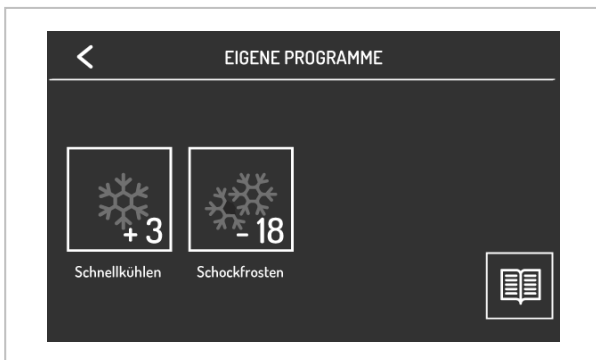 EIGENE PROGRAMME
+ 3
- 18
Schnellkühlen
Schockfrosten